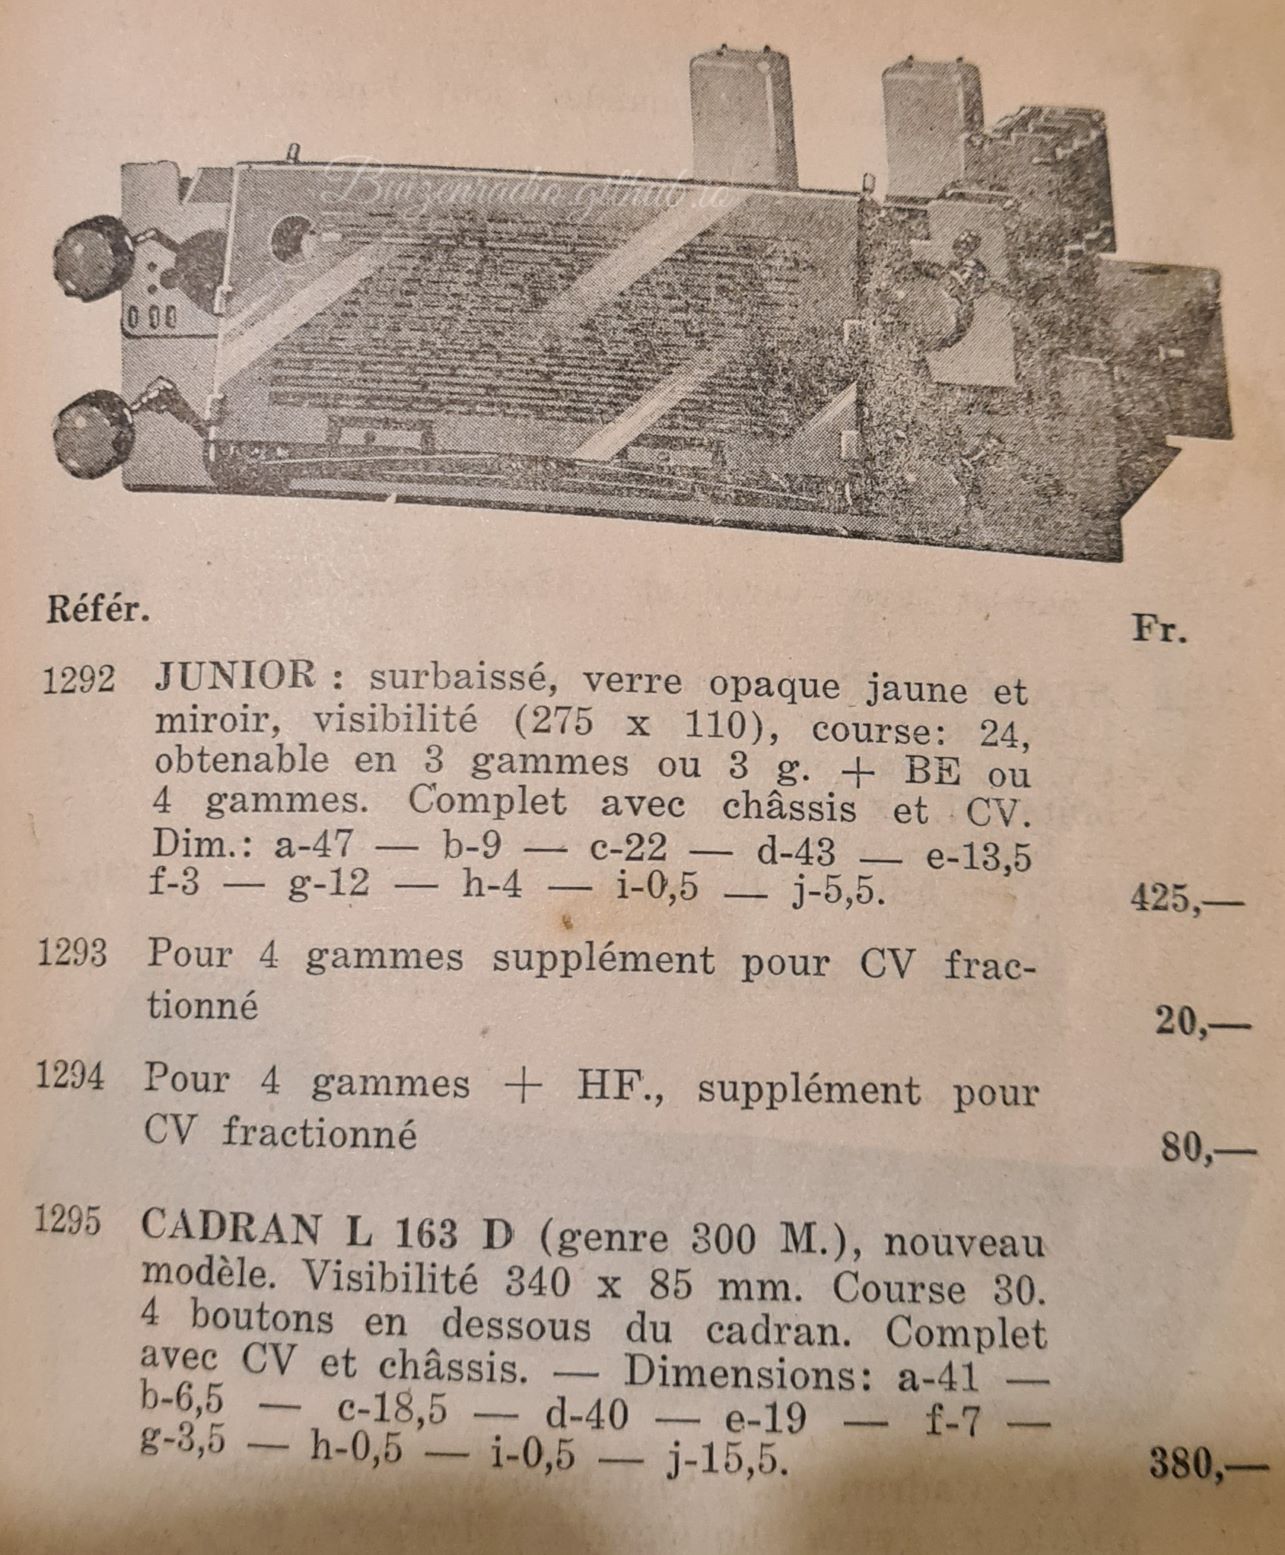 Buizenradio.github.io
Référ.
Fr.
1292 JUNIOR : surbaissé, verre opaque jaune et
miroir, visibilité (275 x 110), course: 24,
obtenable en 3 gammes ou 3 g. + BE ou
4 gammes. Complet avec châssis et CV.
Dim.: a-47 — b-9 — c-22 — d-43 — e-13,5
f-3 — g-12 — h-4 — i-0,5 — j-5,5. 425,—
1293 Pour 4 gammes supplément pour CV frac-
tionné 20,—
1294 Pour 4 gammes + HF., supplément pour
CV fractionné 80,—
1295 CADRAN L 163 D (genre 300 M.), nouveau
modèle. Visibilité 340 x 85 mm. Course 30.
4 boutons en dessous du cadran. Complet
avec CV et châssis. — Dimensions: a-41 —
b-6,5 — c-18,5 — d-40 — e-19 — f-7 —
g-3,5 — h-0,5 — i-0,5 — j-15,5. 380,—